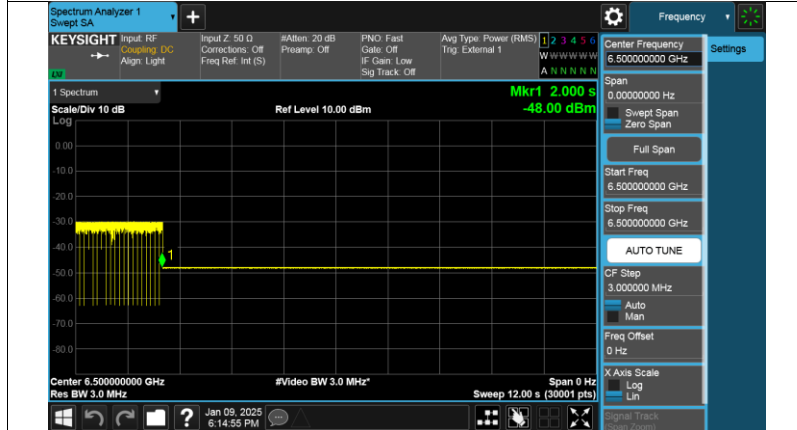 Spectrum Analyzer 1
Swept SA
Frequency
KEYSIGHT
Input: RF
Coupling: DC
Align: Light
Input Z: 50 Ω
Corrections: Off
Freq Ref: Int (S)
#Atten: 20 dB
Preamp: Off
PNO: Fast
Gate: Off
IF Gain: Low
Sig Track: Off
Avg Type: Power (RMS)
Trig: External 1
1 2 3 4 5 6
W W W W W W
A N N N N N
1 Spectrum
Mkr1 2.000 s
-48.00 dBm
Scale/Div 10 dB
Ref Level 10.00 dBm
Log
0.00
-10.0
-20.0
-30.0
-40.0
-50.0
-60.0
-70.0
-80.0
1
Center 6.500000000 GHz
#Video BW 3.0 MHz*
Span 0 Hz
Res BW 3.0 MHz
Sweep 12.00 s (30001 pts)
Jan 09, 2025
6:14:55 PM
Center Frequency
6.500000000 GHz
Settings
Span
0.00000000 Hz
Swept Span
Zero Span
Full Span
Start Freq
6.500000000 GHz
Stop Freq
6.500000000 GHz
AUTO TUNE
CF Step
3.000000 MHz
Auto
Man
Freq Offset
0 Hz
X Axis Scale
Log
Lin
Signal Track
(Span Zoom)